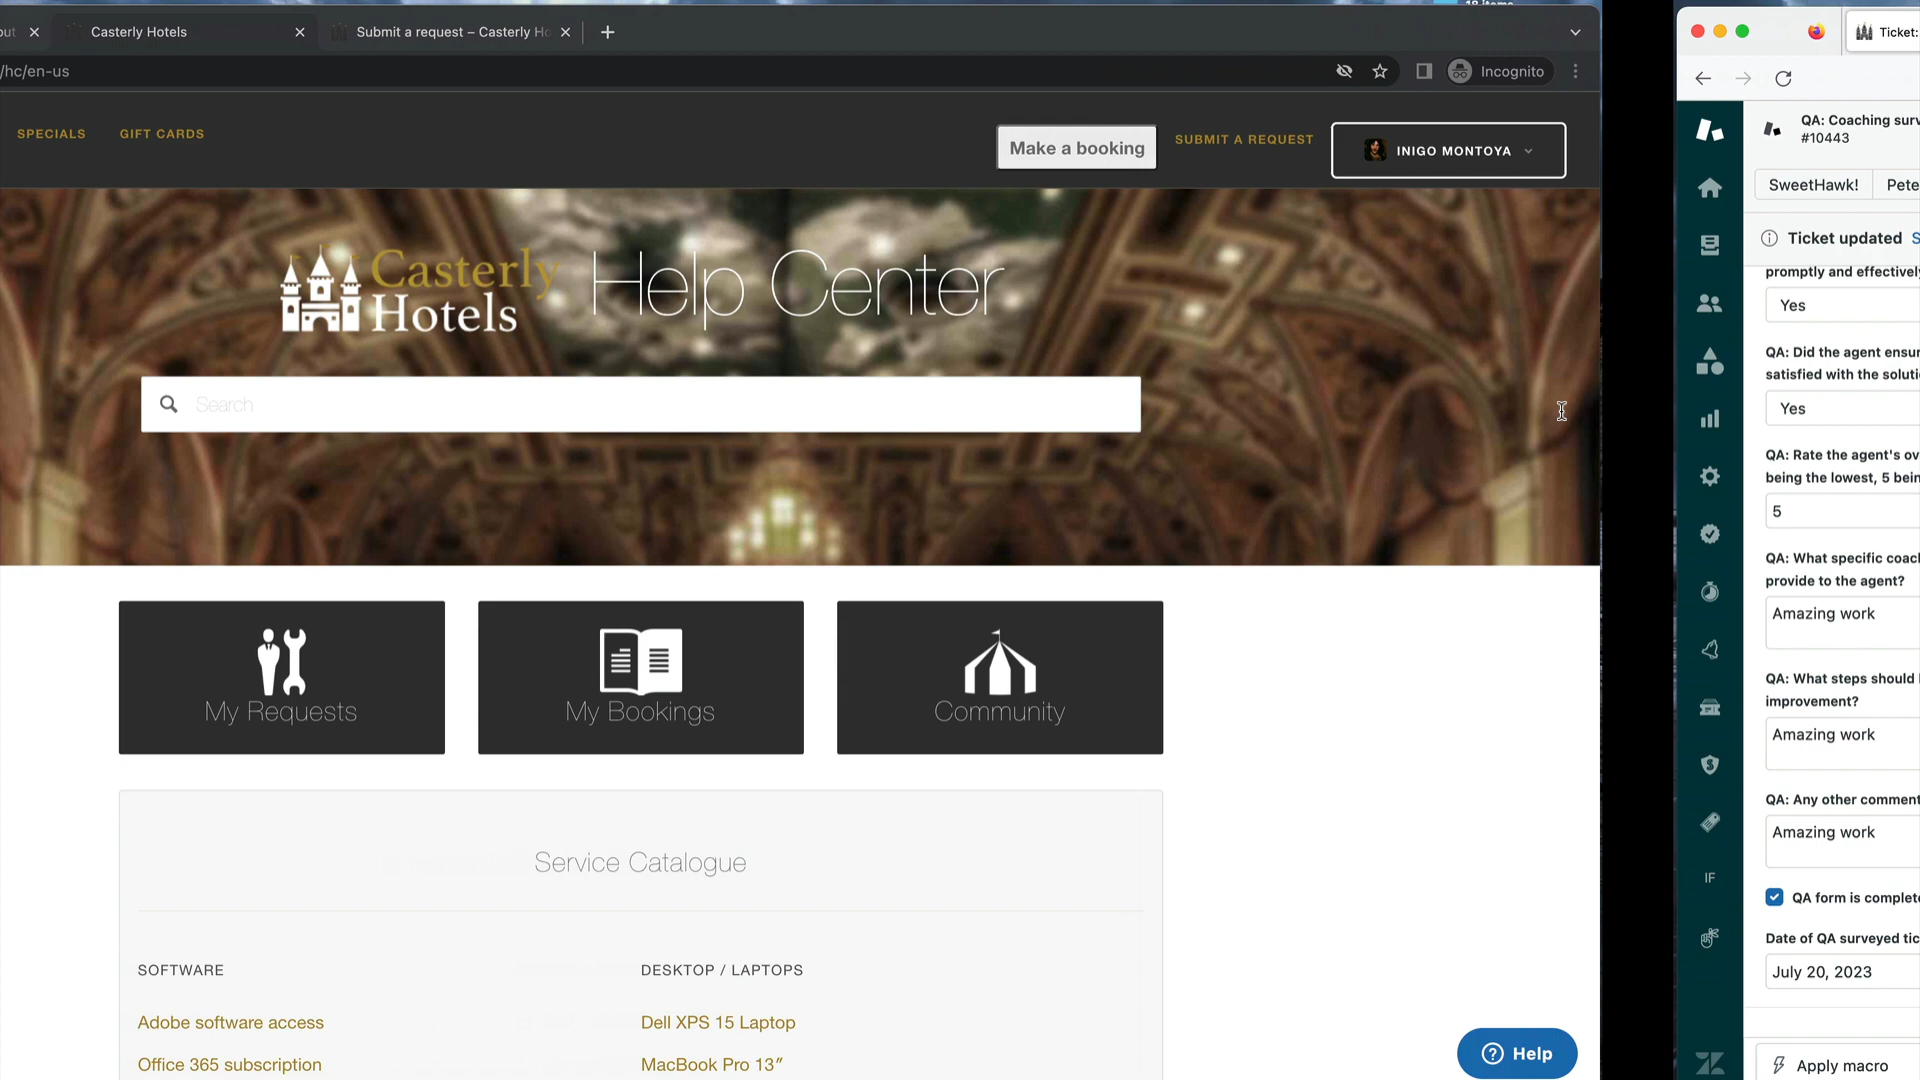 Casterly Hotels
Submit a request – Casterly Ho
/hc/en-us
Incognito
SPECIALS
GIFT CARDS
Make a booking
SUBMIT A REQUEST
INIGO MONTOYA
Casterly
Hotels
Help Center
Search
My Requests
My Bookings
Community
Service Catalogue
SOFTWARE
DESKTOP / LAPTOPS
Adobe software access
Dell XPS 15 Laptop
Office 365 subscription
MacBook Pro 13″
Help
Ticket:
QA: Coaching surv
#10443
SweetHawk!
Pete
Ticket updated
promptly and effectively
Yes
QA: Did the agent ensur
satisfied with the soluti
Yes
QA: Rate the agent's ov
being the lowest, 5 bein
5
QA: What specific coach
provide to the agent?
Amazing work
QA: What steps should
improvement?
Amazing work
QA: Any other comment
Amazing work
IF
QA form is complete
Date of QA surveyed tic
July 20, 2023
Apply macro